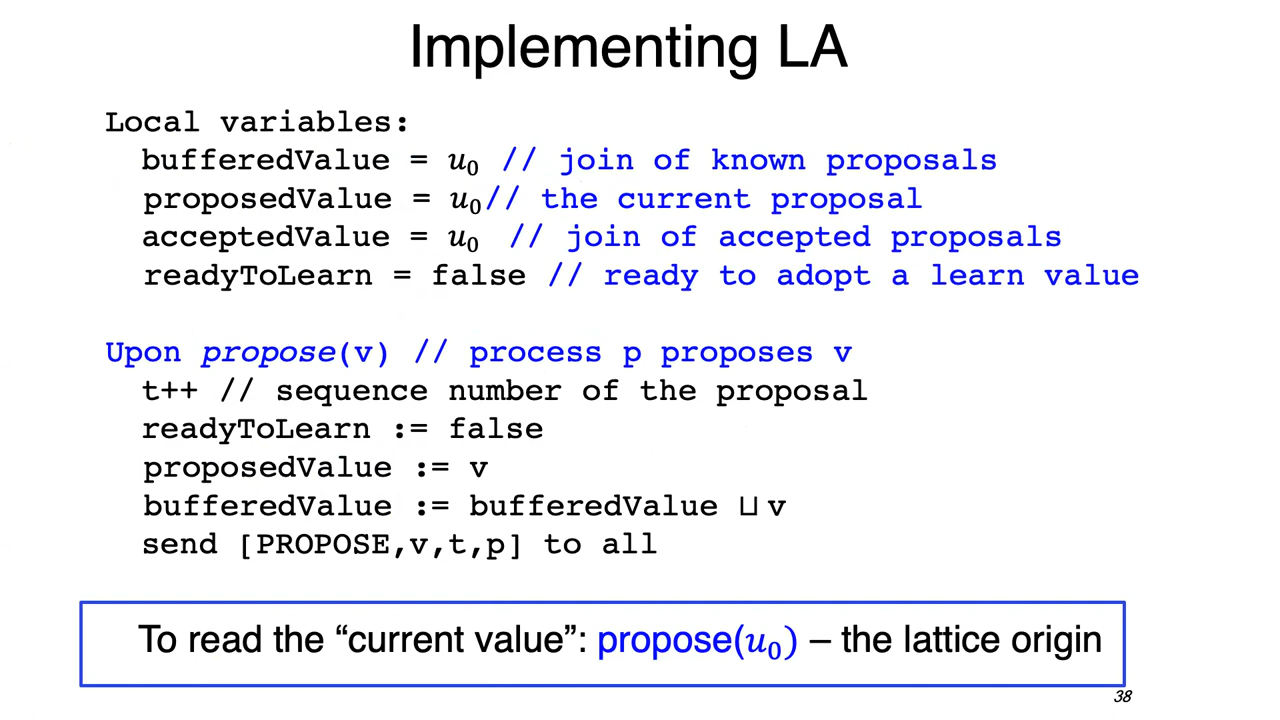 Implementing LA
Local variables:
bufferedValue = u₀ // join of known proposals
proposedValue = u₀// the current proposal
acceptedValue = u₀ // join of accepted proposals
readyToLearn = false // ready to adopt a learn value
Upon propose(v) // process p proposes v
t++ // sequence number of the proposal
readyToLearn := false
proposedValue := v
bufferedValue := bufferedValue ⊔ v
send [PROPOSE,v,t,p] to all
To read the “current value”: propose(u₀) – the lattice origin
38